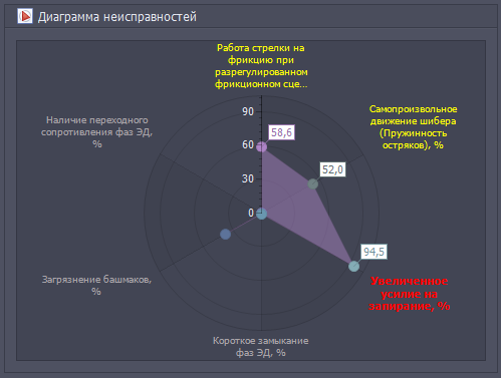 Диаграмма неисправностей
Работа стрелки на
фрикцию при
разрегулированном
фрикционном сце...
Самопроизвольное
движение шибера
(Пружинность
остряков), %
Наличие переходного
сопротивления фаз ЭД,
%
90
58,6
60
52,0
30
0
94,5
Увеличенное
усилие на
запирание, %
Загрязнение башмаков,
%
Короткое замыкание
фаз ЭД, %